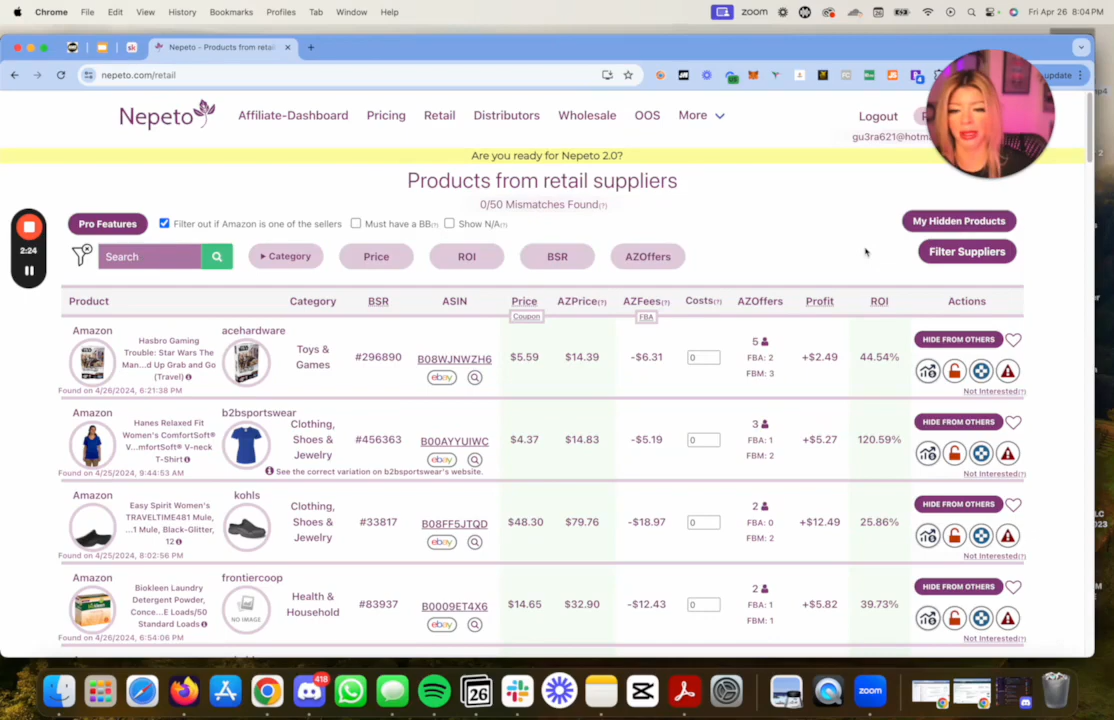 Chrome File Edit View History Bookmarks Profiles Tab Window Help
zoom
26
Fri Apr 26 8:04 PM
sk
Nepeto - Products from retai
nepeto.com/retail
update
Nepeto
Affiliate-Dashboard Pricing Retail Distributors Wholesale OOS More
Logout
gu3ra621@hotm
Are you ready for Nepeto 2.0?
Products from retail suppliers
0/50 Mismatches Found(?)
2:24
Pro Features
Filter out if Amazon is one of the sellers
Must have a BB(?)
Show N/A(?)
My Hidden Products
Search
Category
Price
ROI
BSR
AZOffers
Filter Suppliers
Product Category BSR ASIN Price AZPrice(?) AZFees(?) Costs(?) AZOffers Profit ROI Actions
Coupon FBA
Amazon
acehardware
Hasbro Gaming
Trouble: Star Wars The
Man...d Up Grab and Go
(Travel)
Toys &
Games
#296890
B08WJNWZH6
ebay
$5.59
$14.39
-$6.31
0
5
FBA: 2
FBM: 3
+$2.49
44.54%
HIDE FROM OTHERS
Not Interested(?)
Found on 4/26/2024, 6:21:38 PM
Amazon
b2bsportswear
Hanes Relaxed Fit
Women's ComfortSoft®
V...mfortSoft® V-neck
T-Shirt
Clothing,
Shoes &
Jewelry
#456363
B00AYYUIWC
ebay
$4.37
$14.83
-$5.19
0
3
FBA: 1
FBM: 2
+$5.27
120.59%
HIDE FROM OTHERS
Not Interested(?)
Found on 4/25/2024, 9:44:53 AM
See the correct variation on b2bsportswear's website.
Amazon
kohls
Easy Spirit Women's
TRAVELTIME481 Mule,
...1 Mule, Black-Glitter,
12
Clothing,
Shoes &
Jewelry
#33817
B08FF5JTQD
ebay
$48.30
$79.76
-$18.97
0
2
FBA: 0
FBM: 2
+$12.49
25.86%
HIDE FROM OTHERS
Not Interested(?)
Found on 4/25/2024, 8:02:56 PM
Amazon
frontiercoop
Biokleen Laundry
Detergent Powder,
Conce...E Loads/50
Standard Loads
NO IMAGE
Health &
Household
#83937
B0009ET4X6
ebay
$14.65
$32.90
-$12.43
0
2
FBA: 1
FBM: 1
+$5.82
39.73%
HIDE FROM OTHERS
Not Interested(?)
Found on 4/26/2024, 6:54:06 PM
418
26
zoom